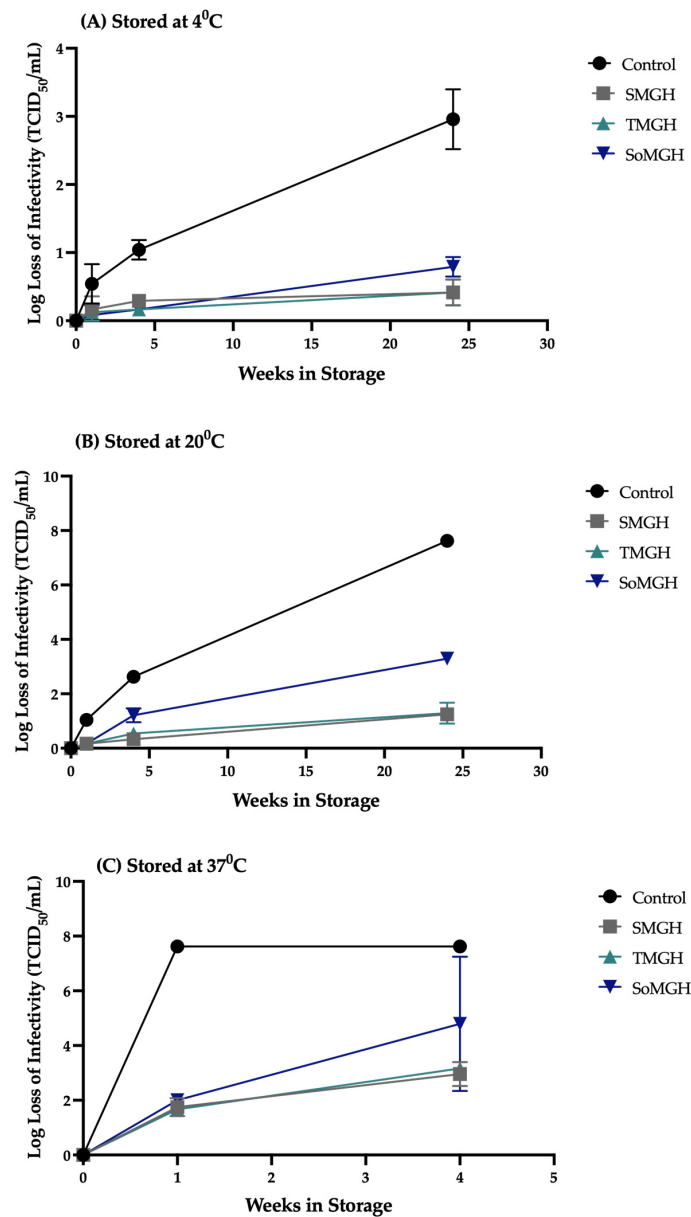 (A) Stored at 4⁰C
Log Loss of Infectivity (TCID₅₀/mL)
4
3
2
1
0
0 5 10 15 20 25 30
Weeks in Storage
Control
SMGH
TMGH
SoMGH
(B) Stored at 20⁰C
Log Loss of Infectivity (TCID₅₀/mL)
10
8
6
4
2
0
0 5 10 15 20 25 30
Weeks in Storage
Control
SMGH
TMGH
SoMGH
(C) Stored at 37⁰C
Log Loss of Infectivity (TCID₅₀/mL)
10
8
6
4
2
0
0 1 2 3 4 5
Weeks in Storage
Control
SMGH
TMGH
SoMGH